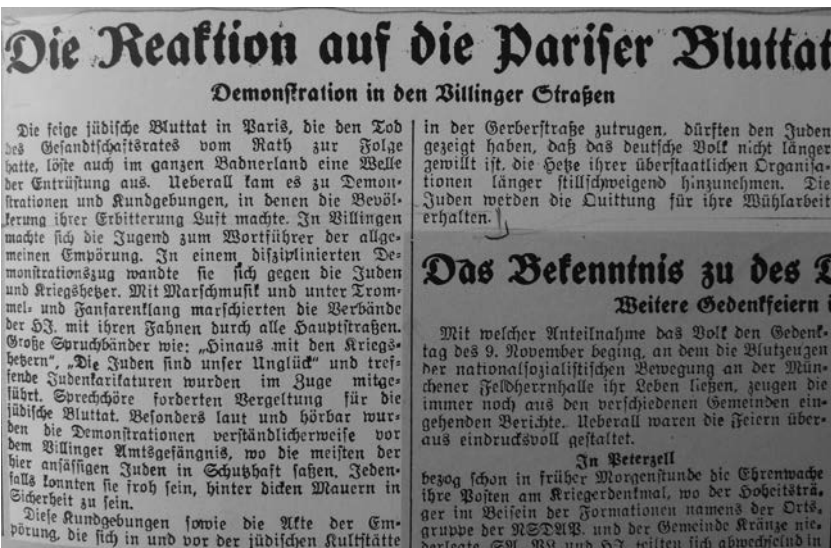 Die Reaktion auf die Pariser Bluttat
Demonstration in den Villinger Straßen
Die feige jüdische Bluttat in Paris, die den Tod
des Gesandtschaftsrates vom Rath zur Folge
hatte, löste auch im ganzen Badnerland eine Welle
der Entrüstung aus. Ueberall kam es zu Demon-
strationen und Kundgebungen, in denen die Bevöl-
kerung ihrer Erbitterung Luft machte. In Villingen
machte sich die Jugend zum Wortführer der allge-
meinen Empörung. In einem disziplinierten De-
monstrationszug wandte sie sich gegen die Juden
und Kriegshetzer. Mit Marschmusik und unter Trom-
mel- und Fanfarenklang marschierten die Verbände
der HJ. mit ihren Fahnen durch alle Hauptstraßen.
Große Spruchbänder wie: „Hinaus mit den Kriegs-
hetzern“, „Die Juden sind unser Unglück“ und tref-
fende Judenkarikaturen wurden im Zuge mitge-
führt. Sprechchöre forderten Vergeltung für die
jüdische Bluttat. Besonders laut und hörbar wur-
den die Demonstrationen verständlicherweise vor
dem Villinger Amtsgefängnis, wo die meisten der
hier ansässigen Juden in Schutzhaft saßen. Jeden-
falls konnten sie froh sein, hinter dicken Mauern in
Sicherheit zu sein.
Diese Kundgebungen sowie die Akte der Em-
pörung, die sich in und vor der jüdischen Kultstätte
in der Gerberstraße zutrugen, dürften den Juden
gezeigt haben, daß das deutsche Volk nicht länger
gewillt ist, die Hetze ihrer überstaatlichen Organisa-
tionen länger stillschweigend hinzunehmen. Die
Juden werden die Quittung für ihre Wühlarbeit
erhalten.
Das Bekenntnis zu des
Weitere Gedenkfeiern
Mit welcher Anteilnahme das Volk den Gedenk-
tag des 9. November beging, an dem die Blutzeugen
der nationalsozialistischen Bewegung an der Mün-
chener Feldherrnhalle ihr Leben ließen, zeugen die
immer noch aus den verschiedenen Gemeinden ein-
gehenden Berichte. Ueberall waren die Feiern über-
aus eindrucksvoll gestaltet.
In Peterzell
bezog schon in früher Morgenstunde die Ehrenwache
ihre Posten am Kriegerdenkmal, wo der Hoheitsträ-
ger im Beisein der Formationen namens der Orts-
gruppe der NSDAP. und der Gemeinde Kränze nie-
derlegte. SA. und HJ. teilten sich abwechselnd in